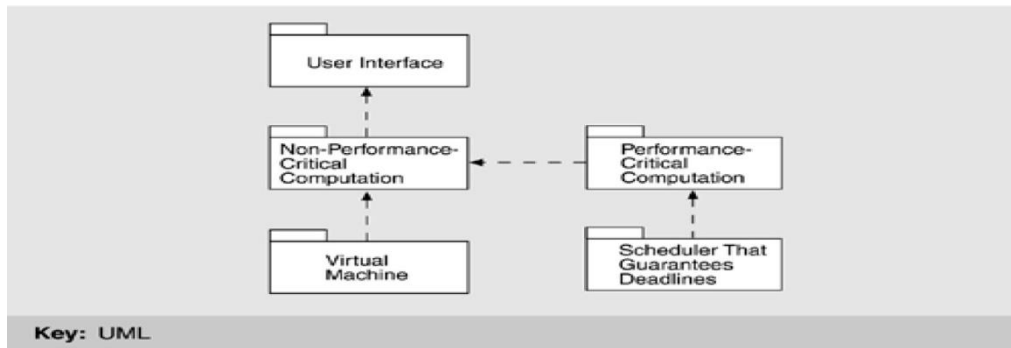 User Interface
Non-Performance-
Critical
Computation
Performance-
Critical
Computation
Virtual
Machine
Scheduler That
Guarantees
Deadlines
Key: UML